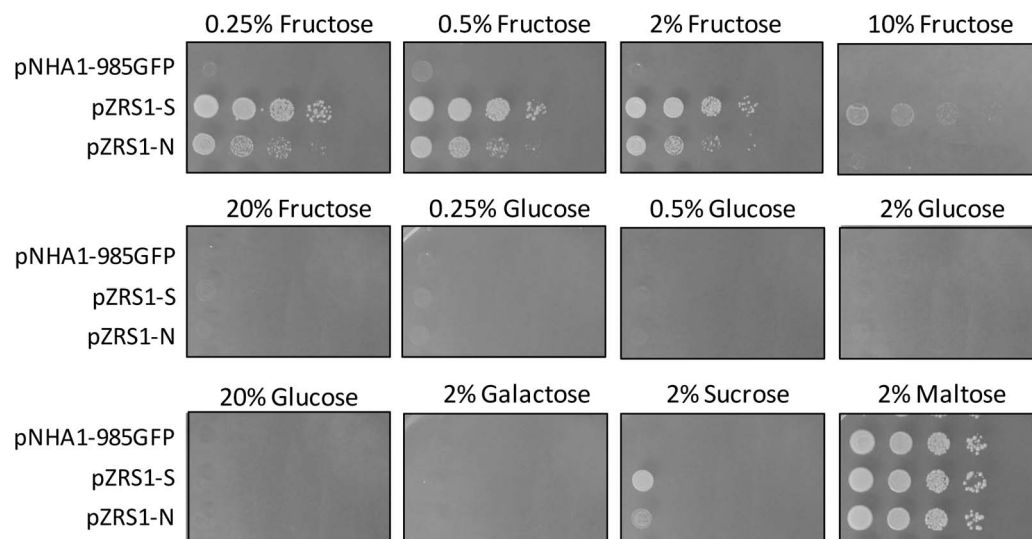 0.25% Fructose 0.5% Fructose 2% Fructose 10% Fructose
pNHA1-985GFP
pZRS1-S
pZRS1-N
20% Fructose 0.25% Glucose 0.5% Glucose 2% Glucose
pNHA1-985GFP
pZRS1-S
pZRS1-N
20% Glucose 2% Galactose 2% Sucrose 2% Maltose
pNHA1-985GFP
pZRS1-S
pZRS1-N